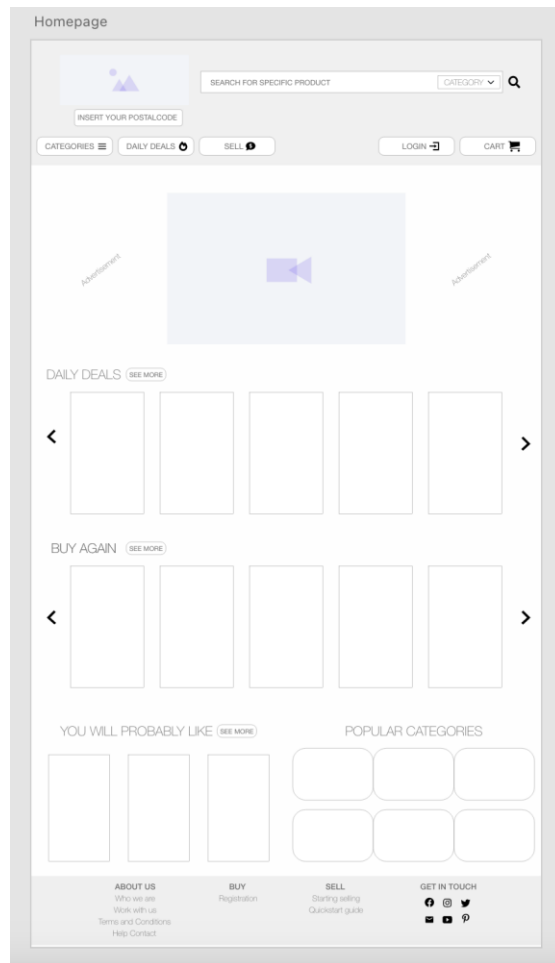 Homepage
SEARCH FOR SPECIFIC PRODUCT
CATEGORY
INSERT YOUR POSTALCODE
CATEGORIES
DAILY DEALS
SELL
LOGIN
CART
Advertisement
Advertisement
DAILY DEALS
SEE MORE
BUY AGAIN
SEE MORE
YOU WILL PROBABLY LIKE
SEE MORE
POPULAR CATEGORIES
ABOUT US
Who we are
Work with us
Terms and Conditions
Help Contact
BUY
Registration
SELL
Starting selling
Quickstart guide
GET IN TOUCH